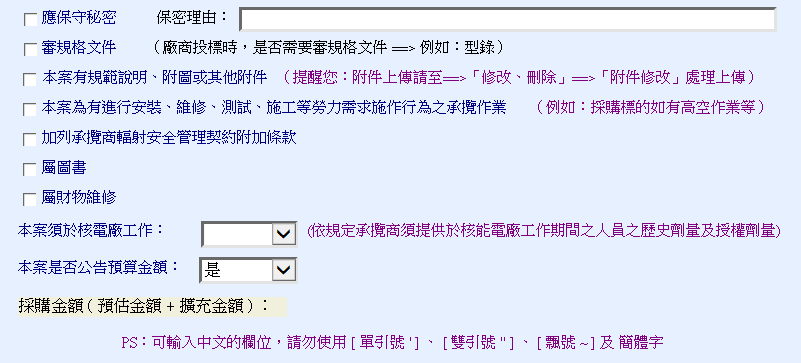 應保守秘密 保密理由：
審規格文件 （廠商投標時，是否需要審規格文件 ==> 例如：型錄）
本案有規範說明、附圖或其他附件 （提醒您：附件上傳請至==>「修改、刪除」==>「附件修改」處理上傳）
本案為有進行安裝、維修、測試、施工等勞力需求施作行為之承攬作業 （例如：採購標的如有高空作業等）
加列承攬商輻射安全管理契約附加條款
屬圖書
屬財物維修
本案須於核電廠工作： (依規定承攬商須提供於核能電廠工作期間之人員之歷史劑量及授權劑量)
本案是否公告預算金額： 是
採購金額 ( 預估金額 + 擴充金額 ) ：
PS：可輸入中文的欄位，請勿使用 [ 單引號 ' ] 、 [ 雙引號 " ] 、 [ 飄號 ~ ] 及 簡體字